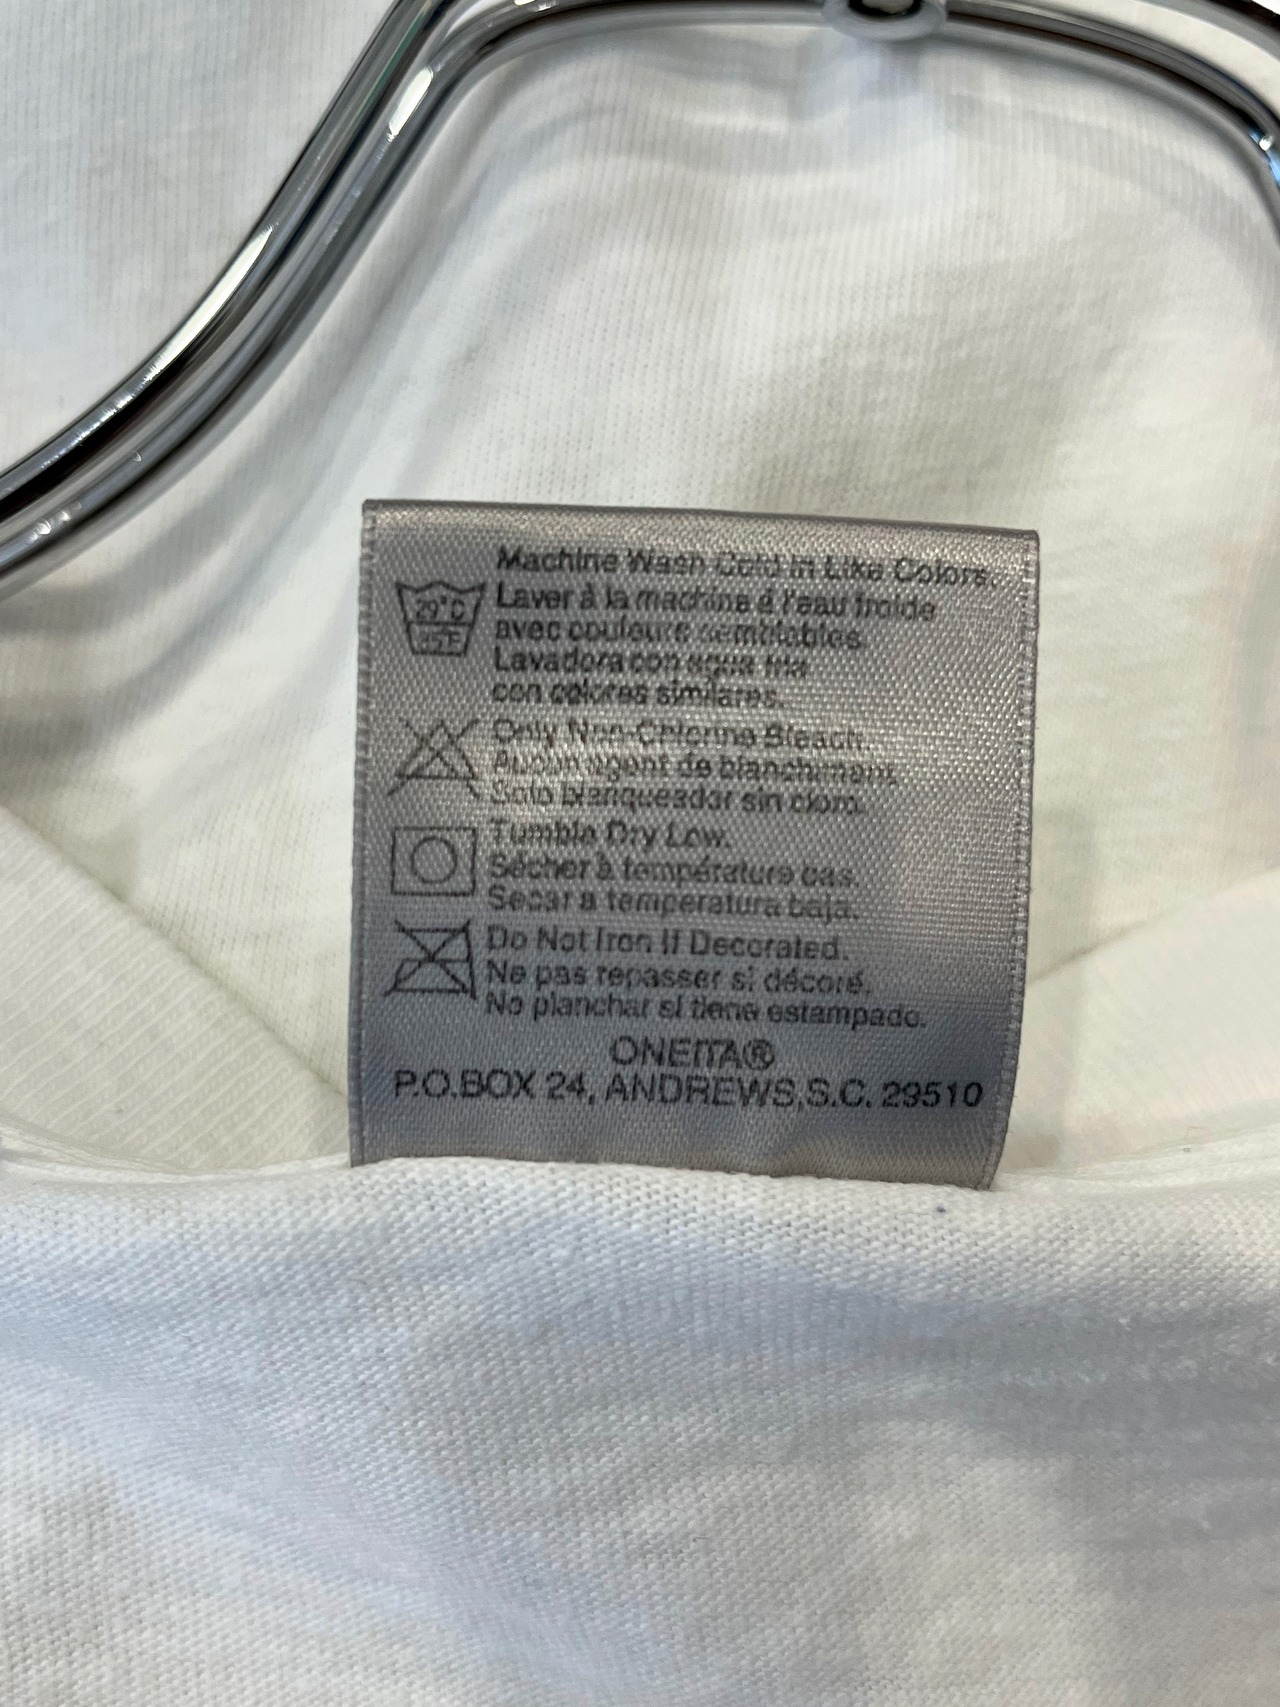 Machine Wash Cold in Like Colors.
29°C
85°F
Laver à la machine á l'eau froide
avec couleurs semblables.
Lavadora con agua fria
con colores similares.
Only Non-Chlorine Bleach.
Aucun agent de blanchiment.
Solo blanqueador sin cloro.
Tumble Dry Low.
Sécher à température bas.
Secar a temperatura baja.
Do Not Iron If Decorated.
Ne pas repasser si décoré.
No planchar si tiene estampado.
ONEITA®
P.O.BOX 24, ANDREWS,S.C. 29510